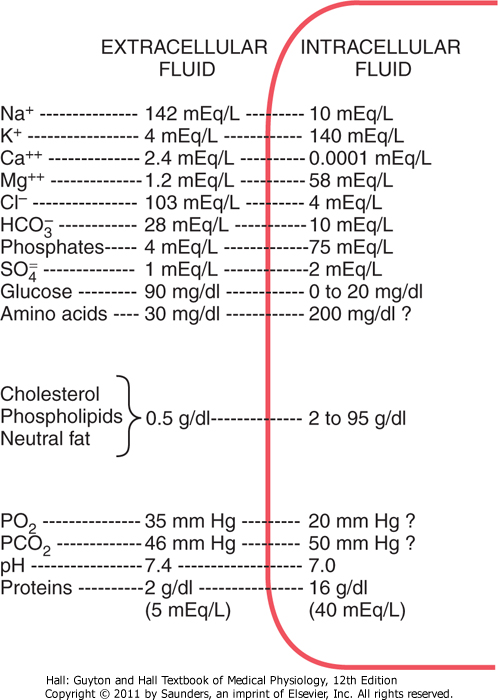 EXTRACELLULAR FLUID INTRACELLULAR FLUID
Na⁺ --------------- 142 mEq/L --------- 10 mEq/L
K⁺ ----------------- 4 mEq/L ------------ 140 mEq/L
Ca⁺⁺ -------------- 2.4 mEq/L --------- 0.0001 mEq/L
Mg⁺⁺ -------------- 1.2 mEq/L --------- 58 mEq/L
Cl⁻ ---------------- 103 mEq/L --------- 4 mEq/L
HCO₃⁻ ------------ 28 mEq/L ----------- 10 mEq/L
Phosphates----- 4 mEq/L -------------75 mEq/L
SO₄⁼ -------------- 1 mEq/L -------------2 mEq/L
Glucose --------- 90 mg/dl ------------ 0 to 20 mg/dl
Amino acids ---- 30 mg/dl ------------ 200 mg/dl ?
Cholesterol
Phospholipids 0.5 g/dl-------------- 2 to 95 g/dl
Neutral fat
PO₂ --------------- 35 mm Hg --------- 20 mm Hg ?
PCO₂ ------------- 46 mm Hg --------- 50 mm Hg ?
pH ----------------- 7.4 ------------------- 7.0
Proteins ---------- 2 g/dl ---------------- 16 g/dl
(5 mEq/L) (40 mEq/L)
Hall: Guyton and Hall Textbook of Medical Physiology, 12th Edition
Copyright © 2011 by Saunders, an imprint of Elsevier, Inc. All rights reserved.